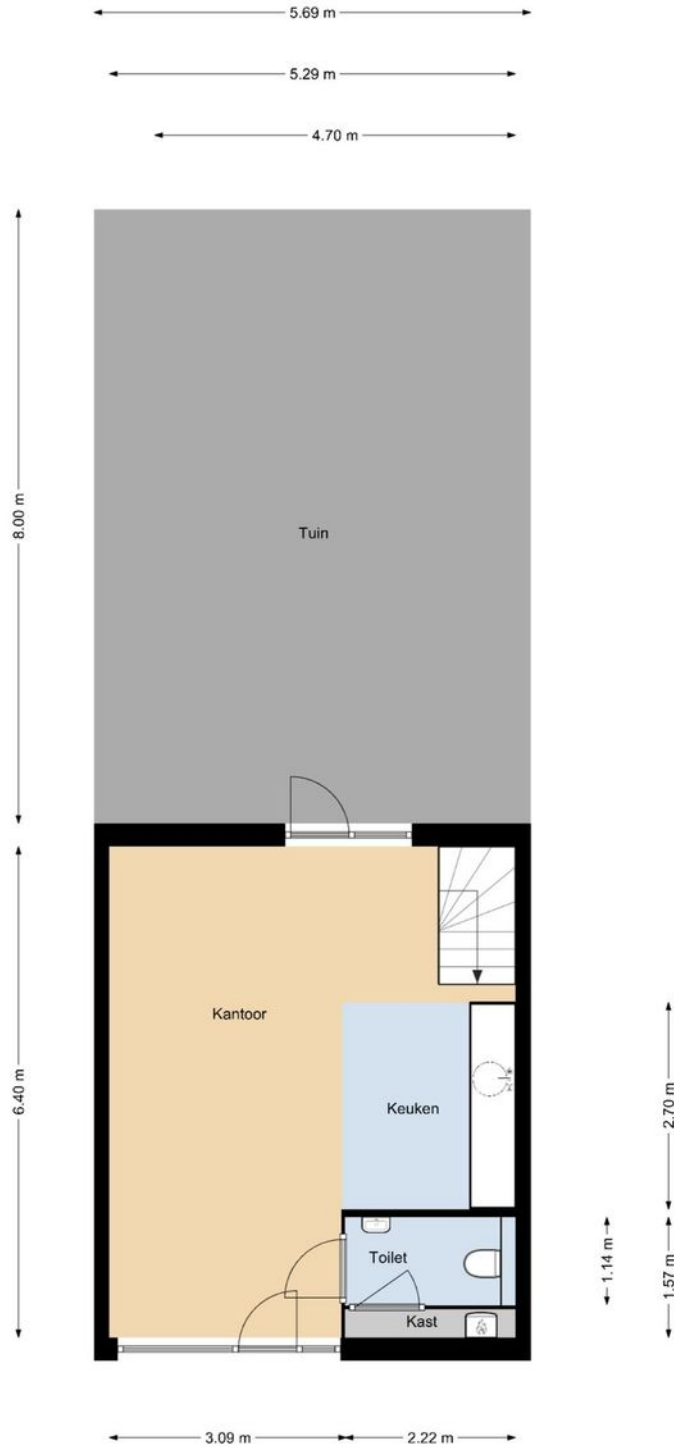 5.69 m
5.29 m
4.70 m
8.00 m
Tuin
Kantoor
6.40 m
Keuken
2.70 m
Toilet
1.14 m
1.57 m
Kast
3.09 m
2.22 m